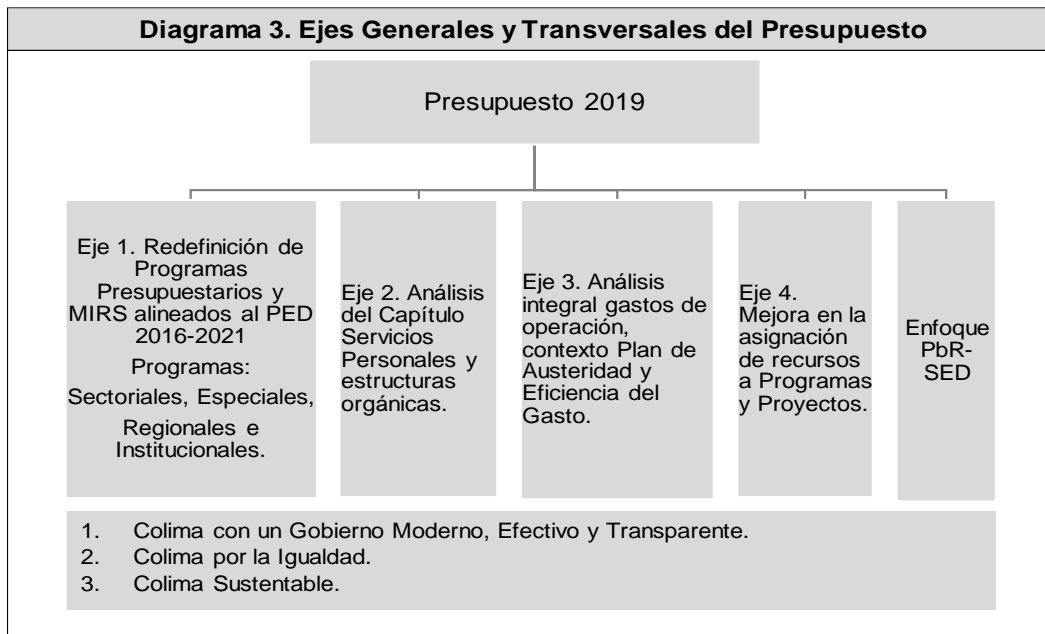 Diagrama 3. Ejes Generales y Transversales del Presupuesto
Presupuesto 2019
Eje 1. Redefinición de
Programas
Presupuestarios y
MIRS alineados al PED
2016-2021
Programas:
Sectoriales, Especiales,
Regionales e
Institucionales.
Eje 2. Análisis
del Capítulo
Servicios
Personales y
estructuras
orgánicas.
Eje 3. Análisis
integral gastos de
operación,
contexto Plan de
Austeridad y
Eficiencia del
Gasto.
Eje 4.
Mejora en la
asignación
de recursos
a Programas
y Proyectos.
Enfoque
PbR-
SED
1. Colima con un Gobierno Moderno, Efectivo y Transparente.
2. Colima por la Igualdad.
3. Colima Sustentable.